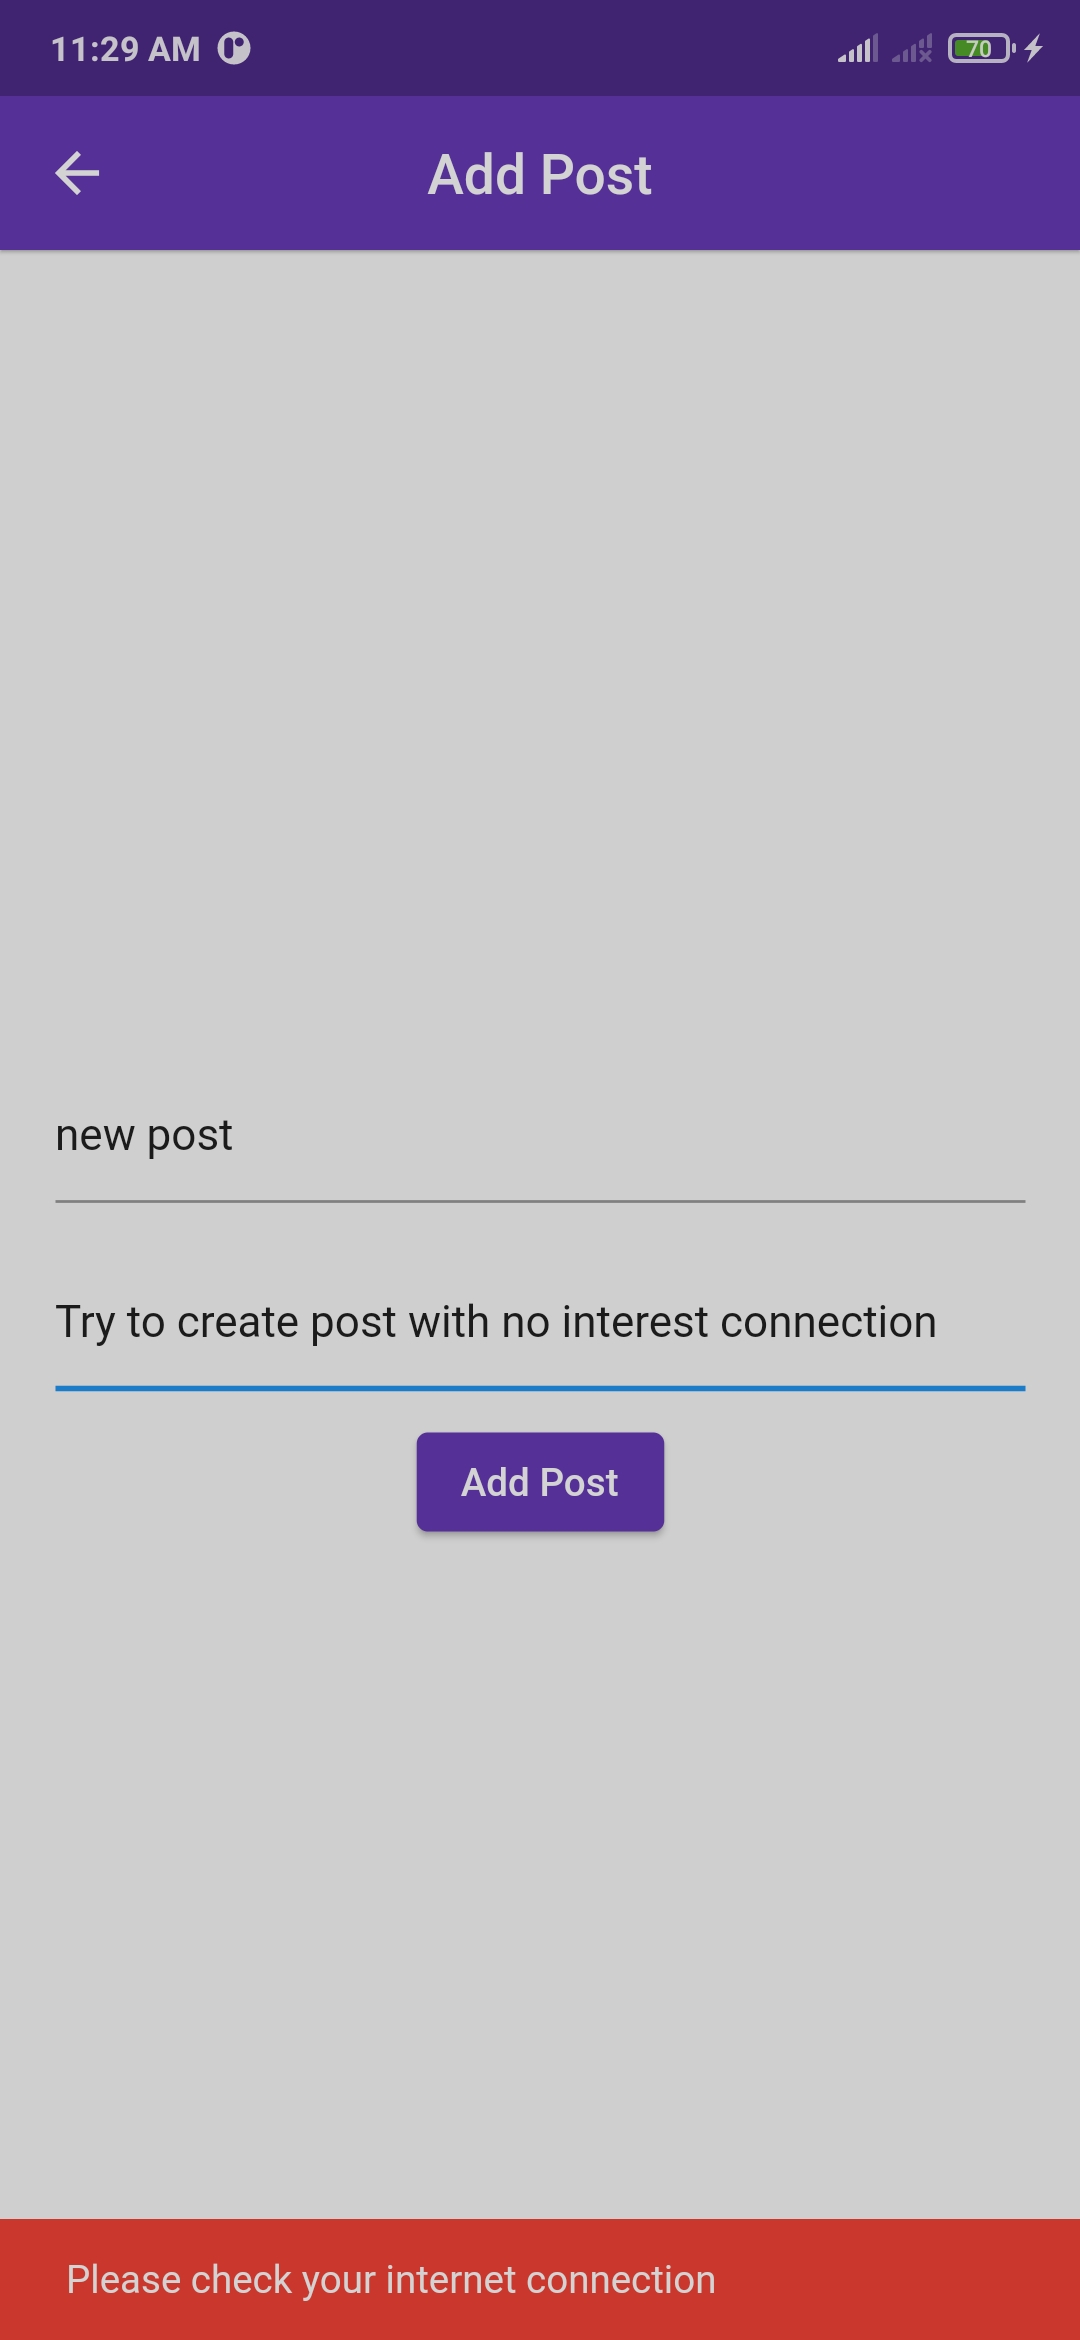 11:29 AM
70
Add Post
new post
Try to create post with no interest connection
Add Post
Please check your internet connection